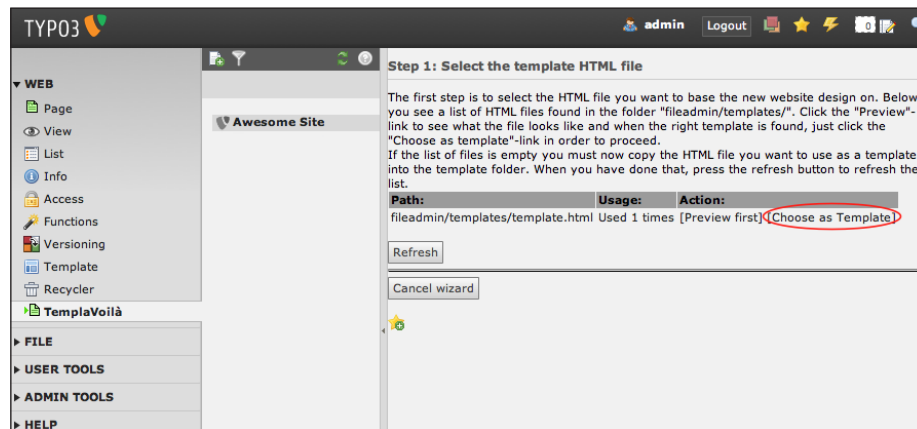 TYPO3
admin Logout 0
WEB
Page
View
List
Info
Access
Functions
Versioning
Template
Recycler
TemplaVoilà
FILE
USER TOOLS
ADMIN TOOLS
HELP
Awesome Site
Step 1: Select the template HTML file
The first step is to select the HTML file you want to base the new website design on. Below
you see a list of HTML files found in the folder "fileadmin/templates/". Click the "Preview"-
link to see what the file looks like and when the right template is found, just click the
"Choose as template"-link in order to proceed.
If the list of files is empty you must now copy the HTML file you want to use as a template
into the template folder. When you have done that, press the refresh button to refresh the
list.
Path: Usage: Action:
fileadmin/templates/template.html Used 1 times [Preview first] [Choose as Template]
Refresh
Cancel wizard